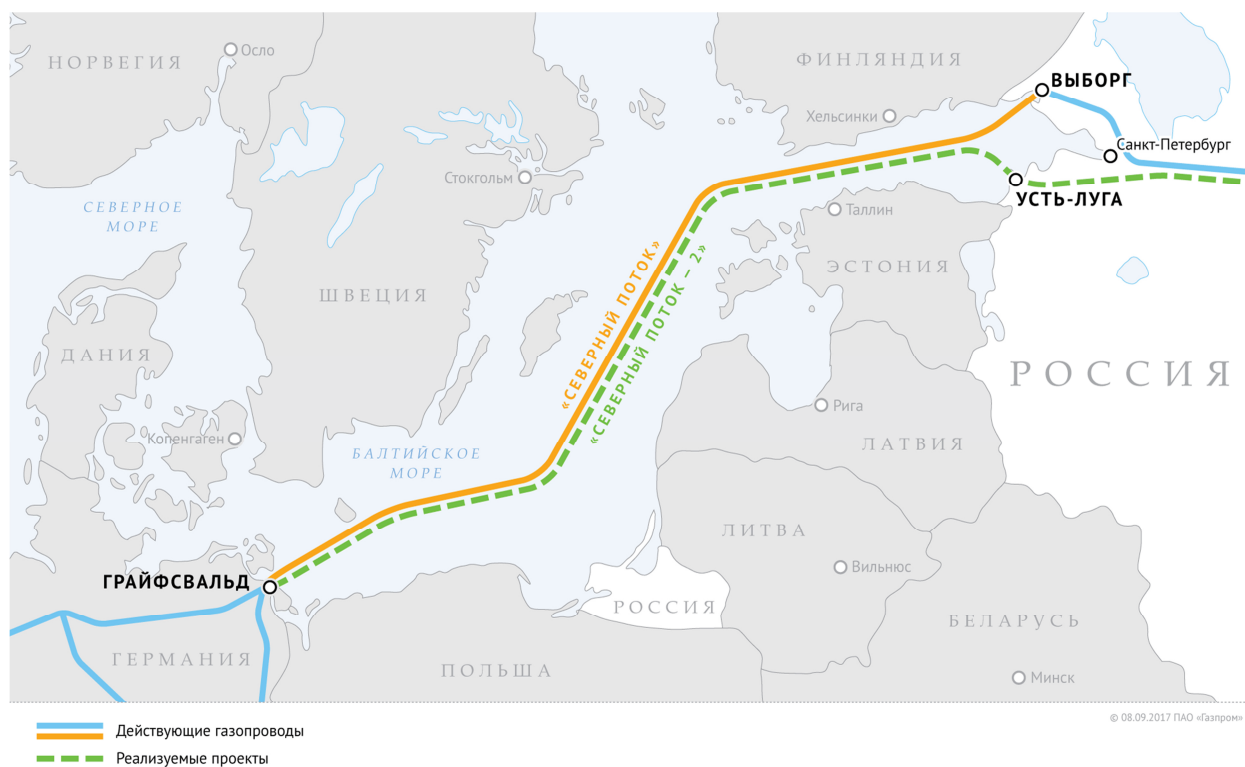 НОРВЕГИЯ
Осло
ФИНЛЯНДИЯ
ВЫБОРГ
Хельсинки
Санкт-Петербург
Стокгольм
УСТЬ-ЛУГА
СЕВЕРНОЕ
МОРЕ
Таллин
ЭСТОНИЯ
ШВЕЦИЯ
«СЕВЕРНЫЙ ПОТОК»
«СЕВЕРНЫЙ ПОТОК – 2»
ДАНИЯ
РОССИЯ
Рига
Копенгаген
ЛАТВИЯ
БАЛТИЙСКОЕ
МОРЕ
ЛИТВА
Вильнюс
ГРАЙФСВАЛЬД
РОССИЯ
БЕЛАРУСЬ
ГЕРМАНИЯ
ПОЛЬША
Минск
© 08.09.2017 ПАО «Газпром»
Действующие газопроводы
Реализуемые проекты